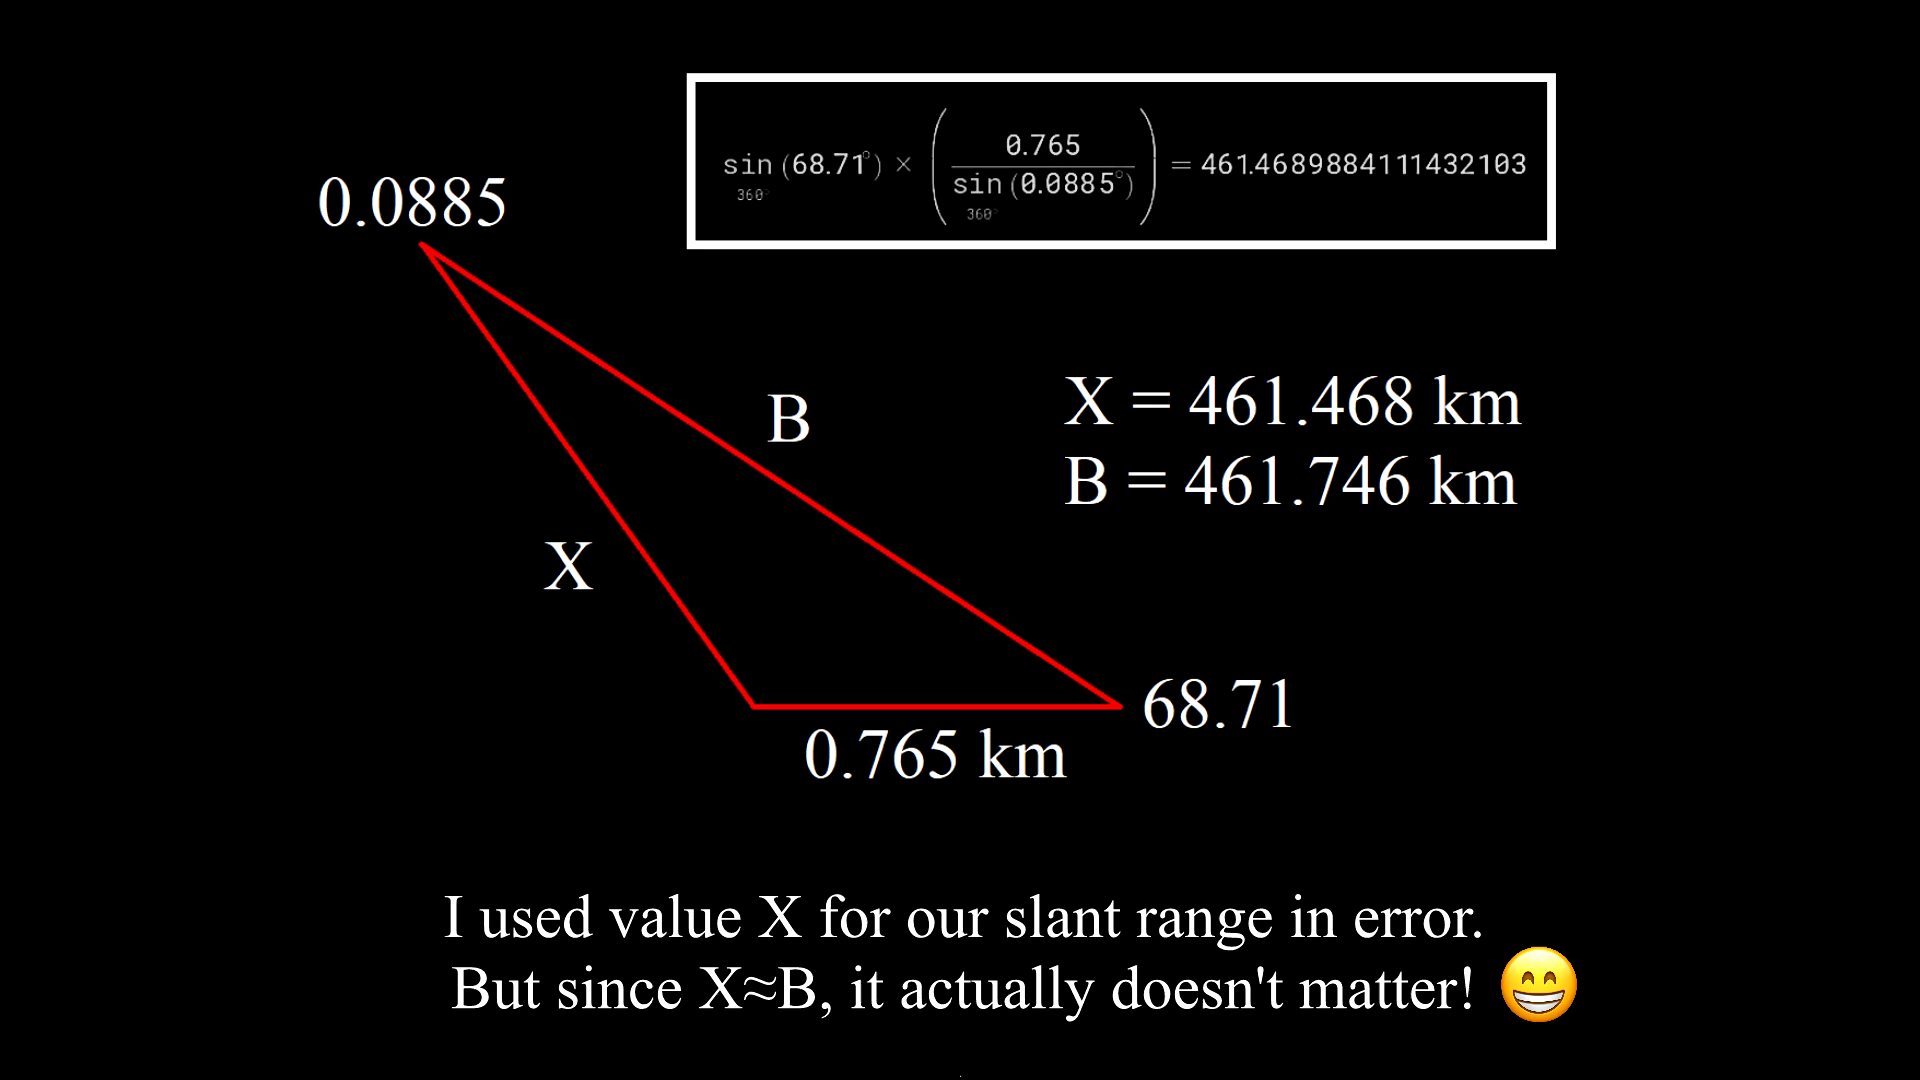 sin (68.71°) × ( 0.765 / sin (0.0885°) ) = 461.4689884111432103
360°
360°
0.0885
B
X = 461.468 km
B = 461.746 km
X
68.71
0.765 km
I used value X for our slant range in error.
But since X≈B, it actually doesn't matter! 😁